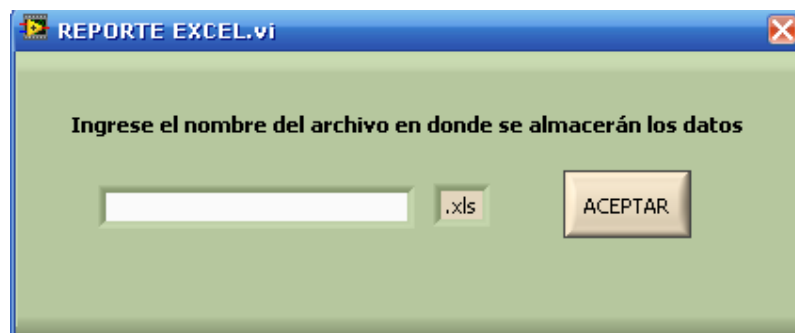 REPORTE EXCEL.vi
Ingrese el nombre del archivo en donde se almacerán los datos
.xls ACEPTAR